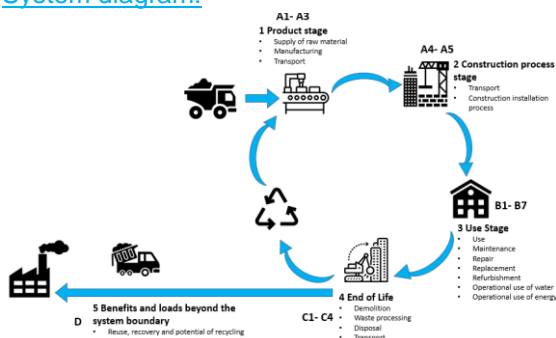 System diagram:
A1- A3
1 Product stage
• Supply of raw material
• Manufacturing
• Transport
A4- A5
2 Construction process
stage
• Transport
• Construction installation
process
B1- B7
3 Use Stage
• Use
• Maintenance
• Repair
• Replacement
• Refurbishment
• Operational use of water
• Operational use of energy
4 End of Life
C1- C4
• Demolition
• Waste processing
• Disposal
• Transport
5 Benefits and loads beyond the
D
system boundary
• Reuse, recovery and potential of recycling